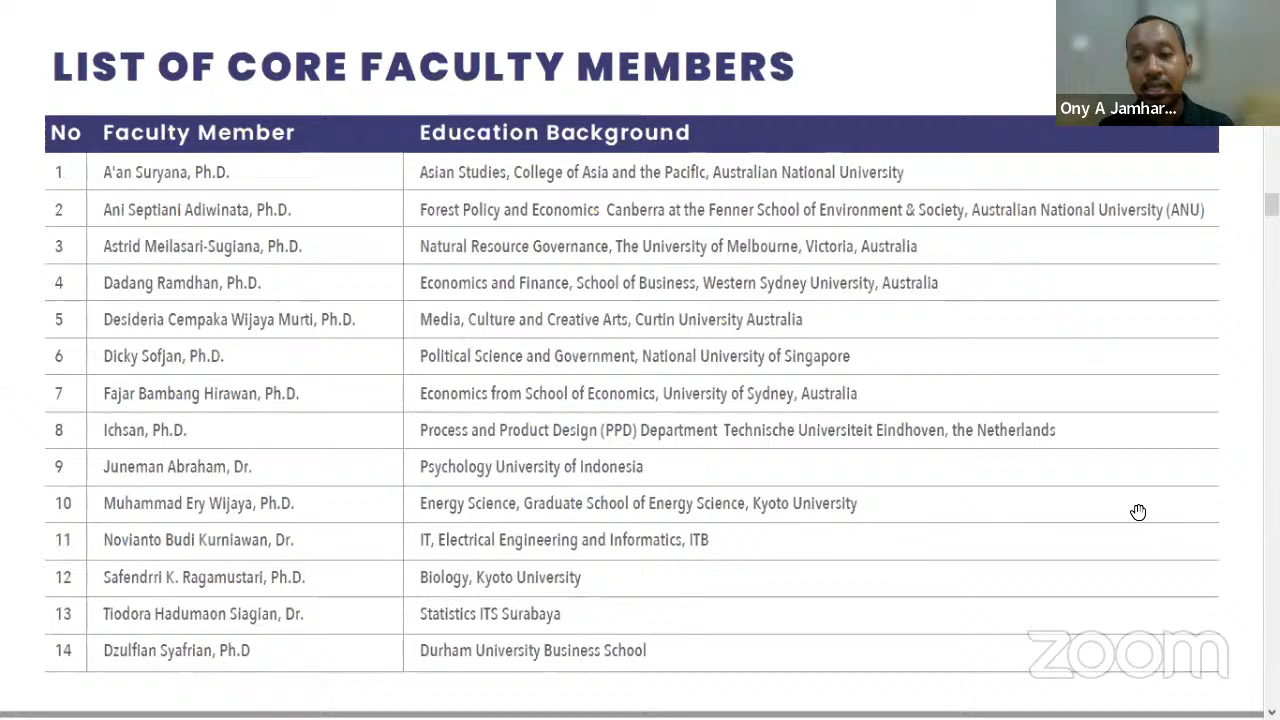 LIST OF CORE FACULTY MEMBERS
Ony A Jamhar...
No Faculty Member Education Background
1 A'an Suryana, Ph.D. Asian Studies, College of Asia and the Pacific, Australian National University
2 Ani Septiani Adiwinata, Ph.D. Forest Policy and Economics Canberra at the Fenner School of Environment & Society, Australian National University (ANU)
3 Astrid Meilasari-Sugiana, Ph.D. Natural Resource Governance, The University of Melbourne, Victoria, Australia
4 Dadang Ramdhan, Ph.D. Economics and Finance, School of Business, Western Sydney University, Australia
5 Desideria Cempaka Wijaya Murti, Ph.D. Media, Culture and Creative Arts, Curtin University Australia
6 Dicky Sofjan, Ph.D. Political Science and Government, National University of Singapore
7 Fajar Bambang Hirawan, Ph.D. Economics from School of Economics, University of Sydney, Australia
8 Ichsan, Ph.D. Process and Product Design (PPD) Department Technische Universiteit Eindhoven, the Netherlands
9 Juneman Abraham, Dr. Psychology University of Indonesia
10 Muhammad Ery Wijaya, Ph.D. Energy Science, Graduate School of Energy Science, Kyoto University
11 Novianto Budi Kurniawan, Dr. IT, Electrical Engineering and Informatics, ITB
12 Safendrri K. Ragamustari, Ph.D. Biology, Kyoto University
13 Tiodora Hadumaon Siagian, Dr. Statistics ITS Surabaya
14 Dzulfian Syafrian, Ph.D Durham University Business School
zoom